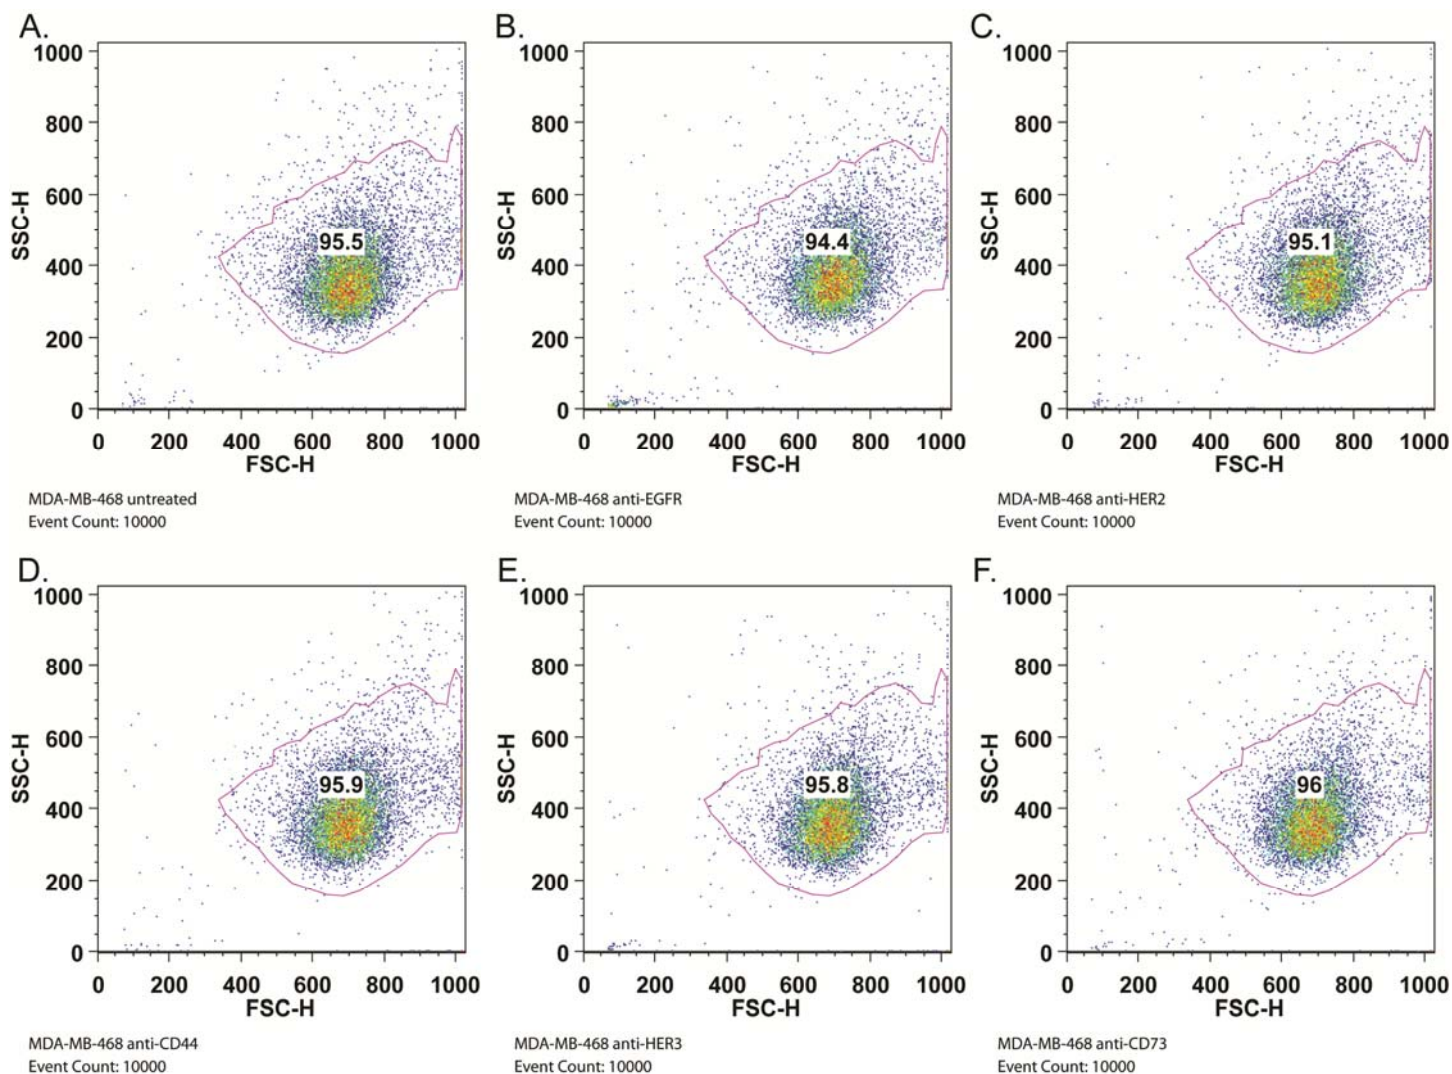 A.
1000
800
600
400
200
0
SSC-H
95.5
0 200 400 600 800 1000
FSC-H
MDA-MB-468 untreated
Event Count: 10000
B.
1000
800
600
400
200
0
SSC-H
94.4
0 200 400 600 800 1000
FSC-H
MDA-MB-468 anti-EGFR
Event Count: 10000
C.
1000
800
600
400
200
0
SSC-H
95.1
0 200 400 600 800 1000
FSC-H
MDA-MB-468 anti-HER2
Event Count: 10000
D.
1000
800
600
400
200
0
SSC-H
95.9
0 200 400 600 800 1000
FSC-H
MDA-MB-468 anti-CD44
Event Count: 10000
E.
1000
800
600
400
200
0
SSC-H
95.8
0 200 400 600 800 1000
FSC-H
MDA-MB-468 anti-HER3
Event Count: 10000
F.
1000
800
600
400
200
0
SSC-H
96
0 200 400 600 800 1000
FSC-H
MDA-MB-468 anti-CD73
Event Count: 10000